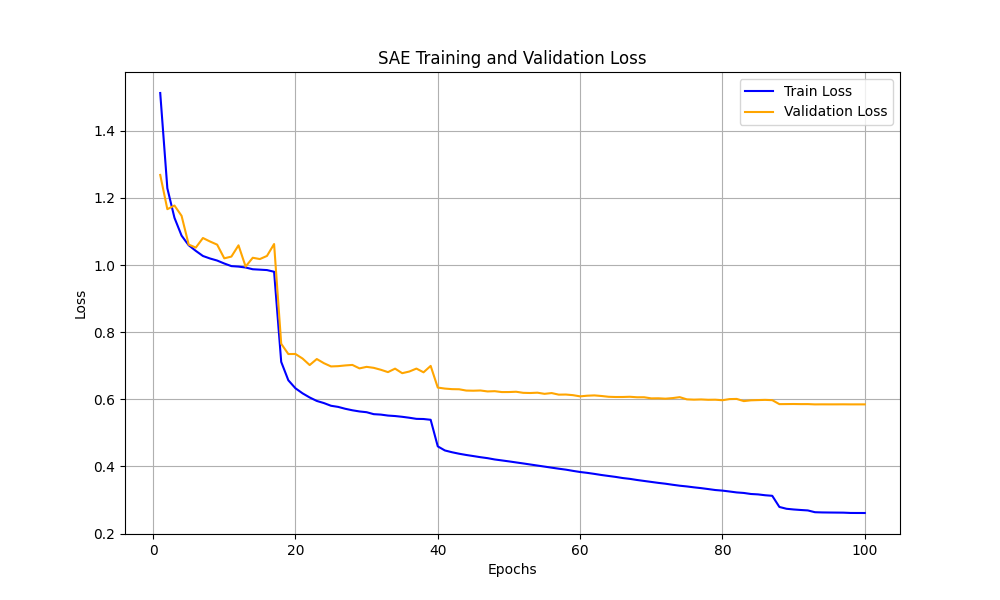 SAE Training and Validation Loss
Train Loss
Validation Loss
Loss
1.4
1.2
1.0
0.8
0.6
0.4
0.2
0 20 40 60 80 100
Epochs